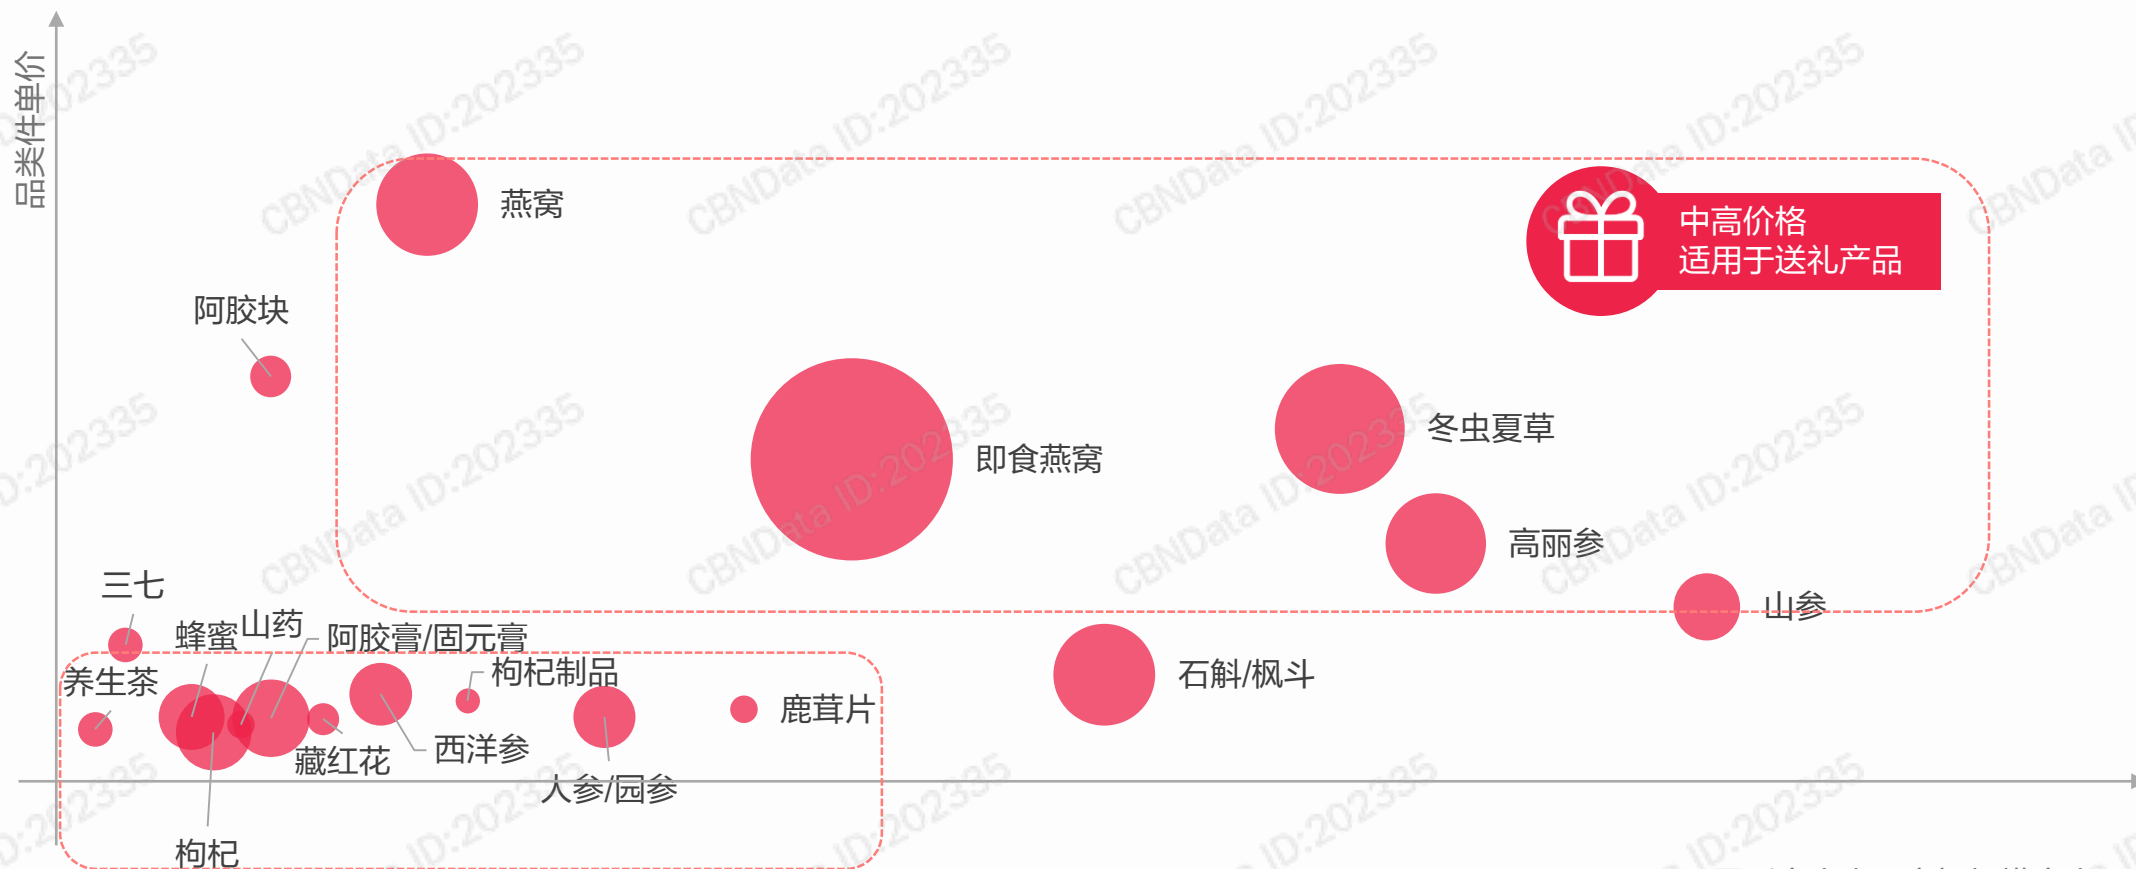 品类件单价
燕窝
中高价格
适用于送礼产品
阿胶块
即食燕窝
冬虫夏草
高丽参
三七
山参
蜂蜜
山药
阿胶膏/固元膏
养生茶
枸杞制品
石斛/枫斗
鹿茸片
藏红花
西洋参
人参/园参
枸杞
CBNData ID:202335